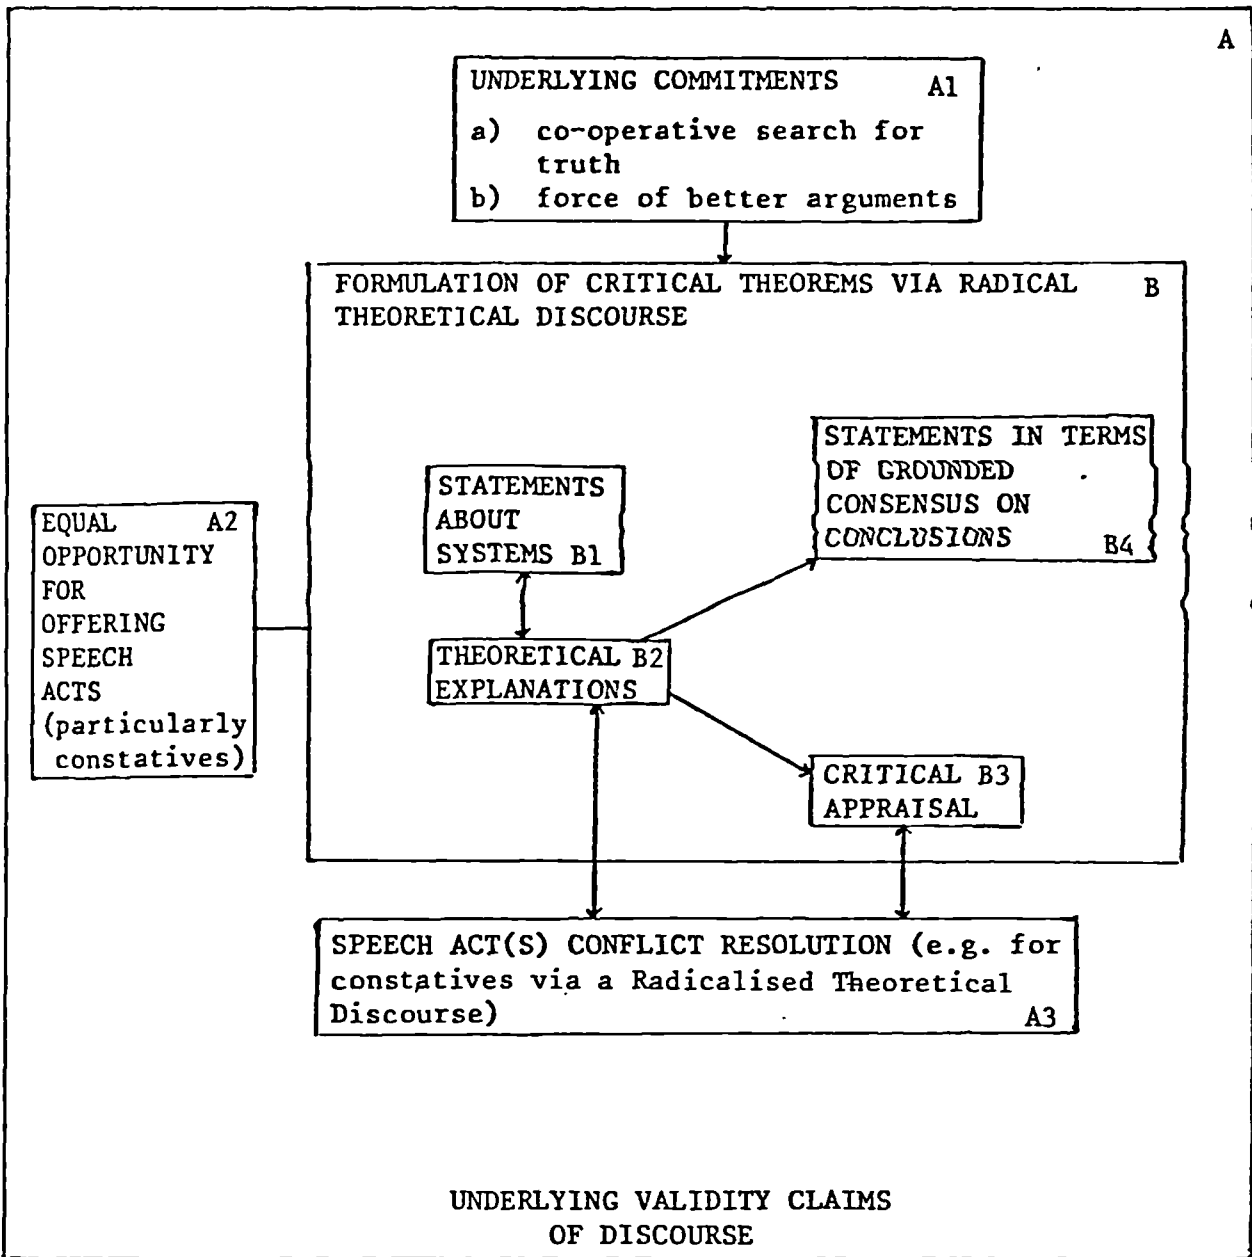 A
UNDERLYING COMMITMENTS A1
a) co-operative search for
truth
b) force of better arguments
FORMULATION OF CRITICAL THEOREMS VIA RADICAL B
THEORETICAL DISCOURSE
STATEMENTS IN TERMS
OF GROUNDED
CONSENSUS ON
CONCLUSIONS B4
STATEMENTS
ABOUT
SYSTEMS B1
EQUAL A2
OPPORTUNITY
FOR
OFFERING
SPEECH
ACTS
(particularly
constatives)
THEORETICAL B2
EXPLANATIONS
CRITICAL B3
APPRAISAL
SPEECH ACT(S) CONFLICT RESOLUTION (e.g. for
constatives via a Radicalised Theoretical
Discourse) A3
UNDERLYING VALIDITY CLAIMS
OF DISCOURSE